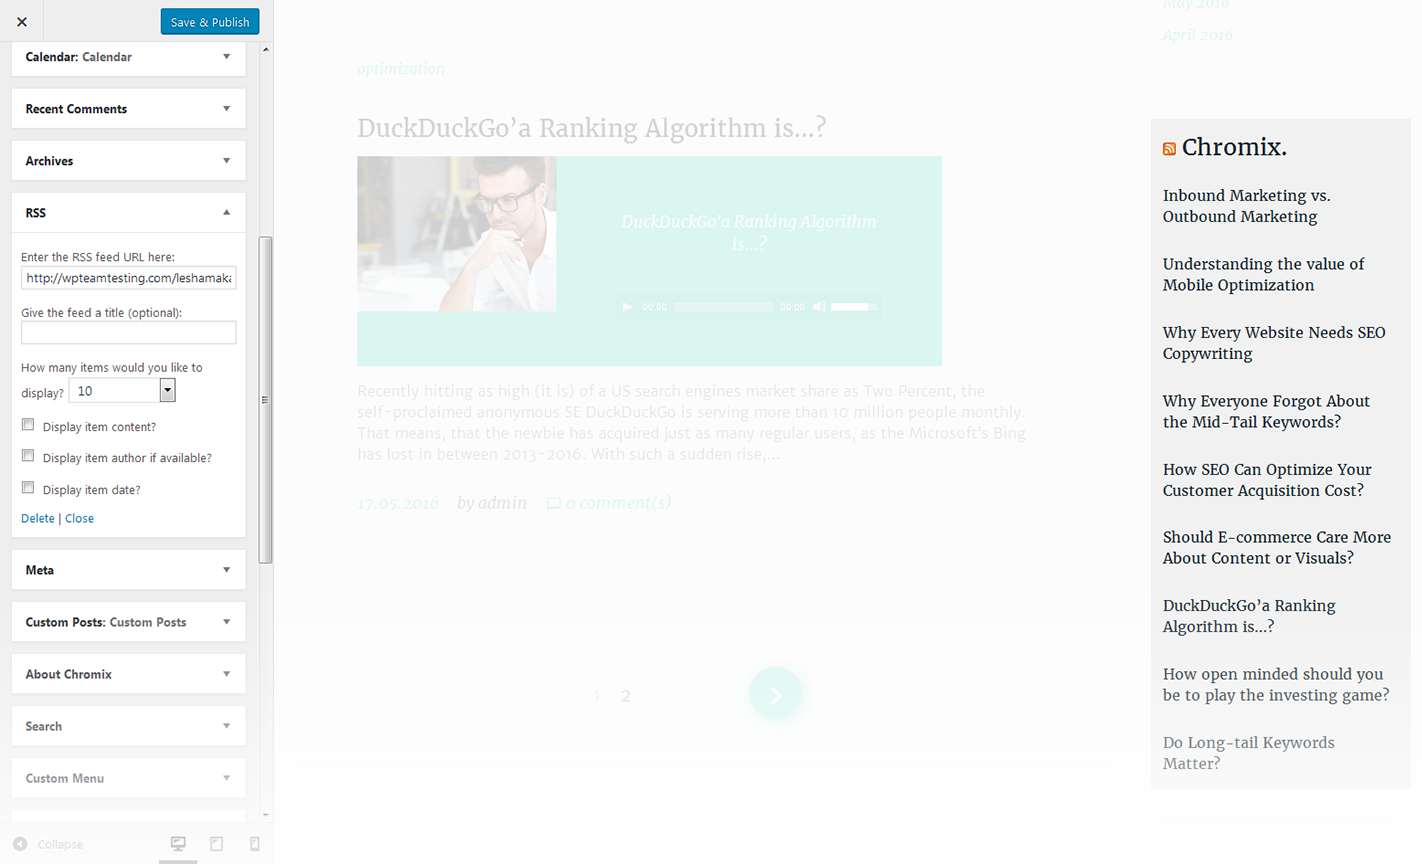 Save & Publish
Calendar: Calendar
Recent Comments
Archives
RSS
Enter the RSS feed URL here:
http://wpteamtesting.com/leshamaka
Give the feed a title (optional):
How many items would you like to
display? 10
Display item content?
Display item author if available?
Display item date?
Delete | Close
Meta
Custom Posts: Custom Posts
About Chromix
Search
Custom Menu
Collapse
optimization
DuckDuckGo’a Ranking Algorithm is…?
DuckDuckGo'a Ranking Algorithm
is…?
00:00
00:00
Recently hitting as high (it is) of a US search engines market share as Two Percent, the
self-proclaimed anonymous SE DuckDuckGo is serving more than 10 million people monthly.
That means, that the newbie has acquired just as many regular users, as the Microsoft’s Bing
has lost in between 2013-2016. With such a sudden rise,…
17.05.2016 by admin 0 comment(s)
1 2
May 2016
April 2016
Chromix.
Inbound Marketing vs.
Outbound Marketing
Understanding the value of
Mobile Optimization
Why Every Website Needs SEO
Copywriting
Why Everyone Forgot About
the Mid-Tail Keywords?
How SEO Can Optimize Your
Customer Acquisition Cost?
Should E-commerce Care More
About Content or Visuals?
DuckDuckGo’a Ranking
Algorithm is…?
How open minded should you
be to play the investing game?
Do Long-tail Keywords
Matter?